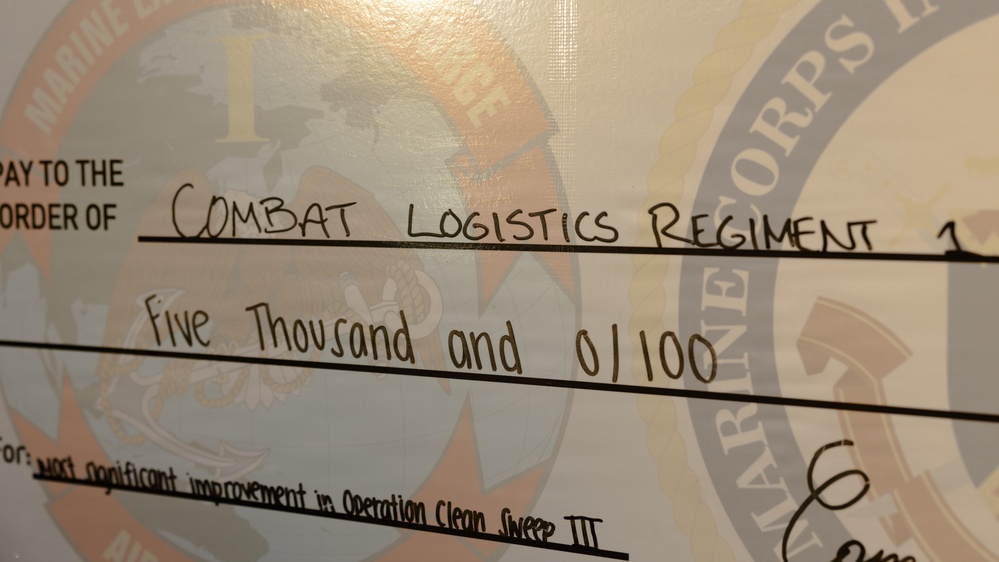 MARINE
I
PAY TO THE
ORDER OF
COMBAT LOGISTICS REGIMENT 1
Five Thousand and 0/100
For: Most significant improvement in Operation Clean Sweep III
MARINE CORPS